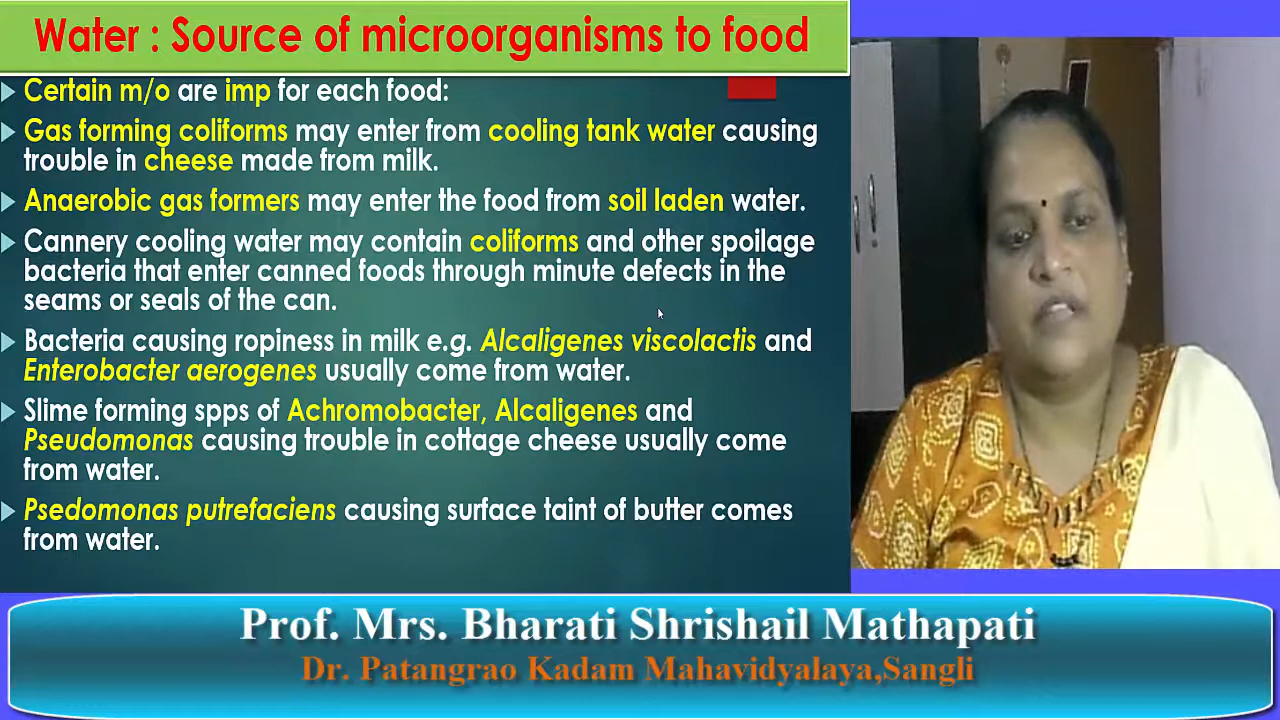 Water : Source of microorganisms to food
Certain m/o are imp for each food:
Gas forming coliforms may enter from cooling tank water causing
trouble in cheese made from milk.
Anaerobic gas formers may enter the food from soil laden water.
Cannery cooling water may contain coliforms and other spoilage
bacteria that enter canned foods through minute defects in the
seams or seals of the can.
Bacteria causing ropiness in milk e.g. Alcaligenes viscolactis and
Enterobacter aerogenes usually come from water.
Slime forming spps of Achromobacter, Alcaligenes and
Pseudomonas causing trouble in cottage cheese usually come
from water.
Psedomonas putrefaciens causing surface taint of butter comes
from water.
Prof. Mrs. Bharati Shrishail Mathapati
Dr. Patangrao Kadam Mahavidyalaya,Sangli